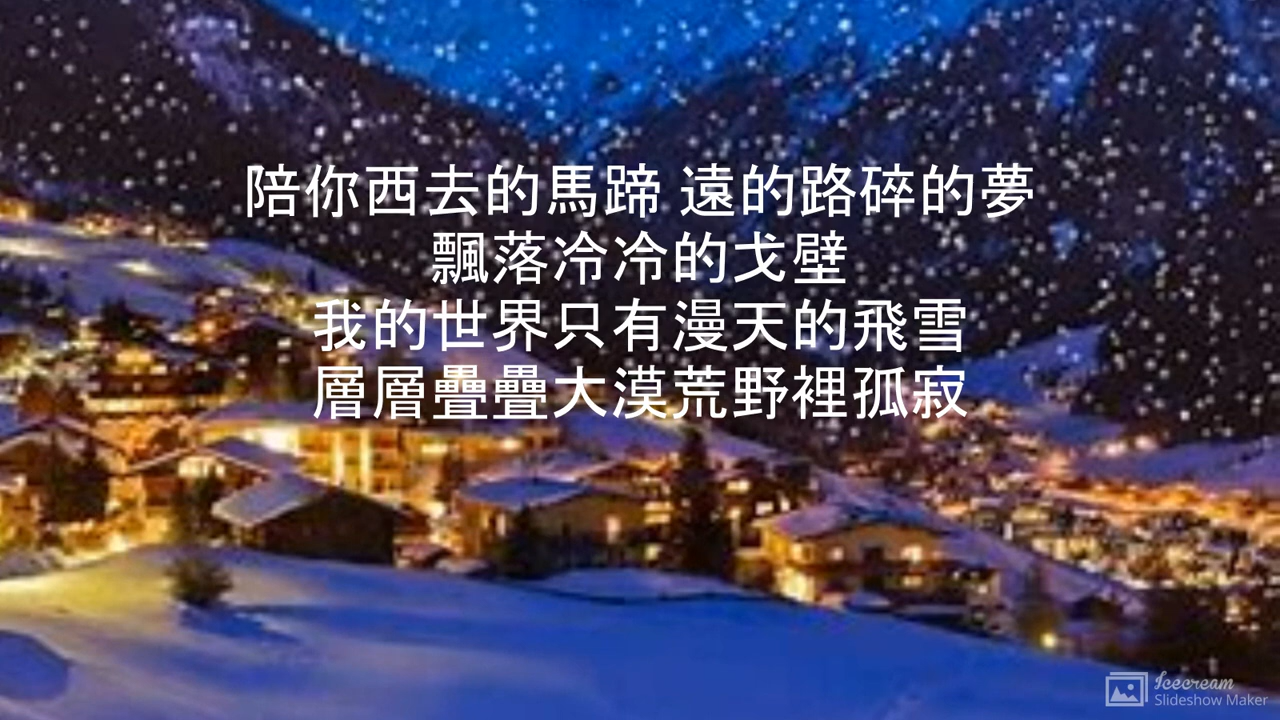 陪你西去的馬蹄 遠的路碎的夢
飄落冷冷的戈壁
我的世界只有漫天的飛雪
層層疊疊大漠荒野裡孤寂
Icecream
Slideshow Maker